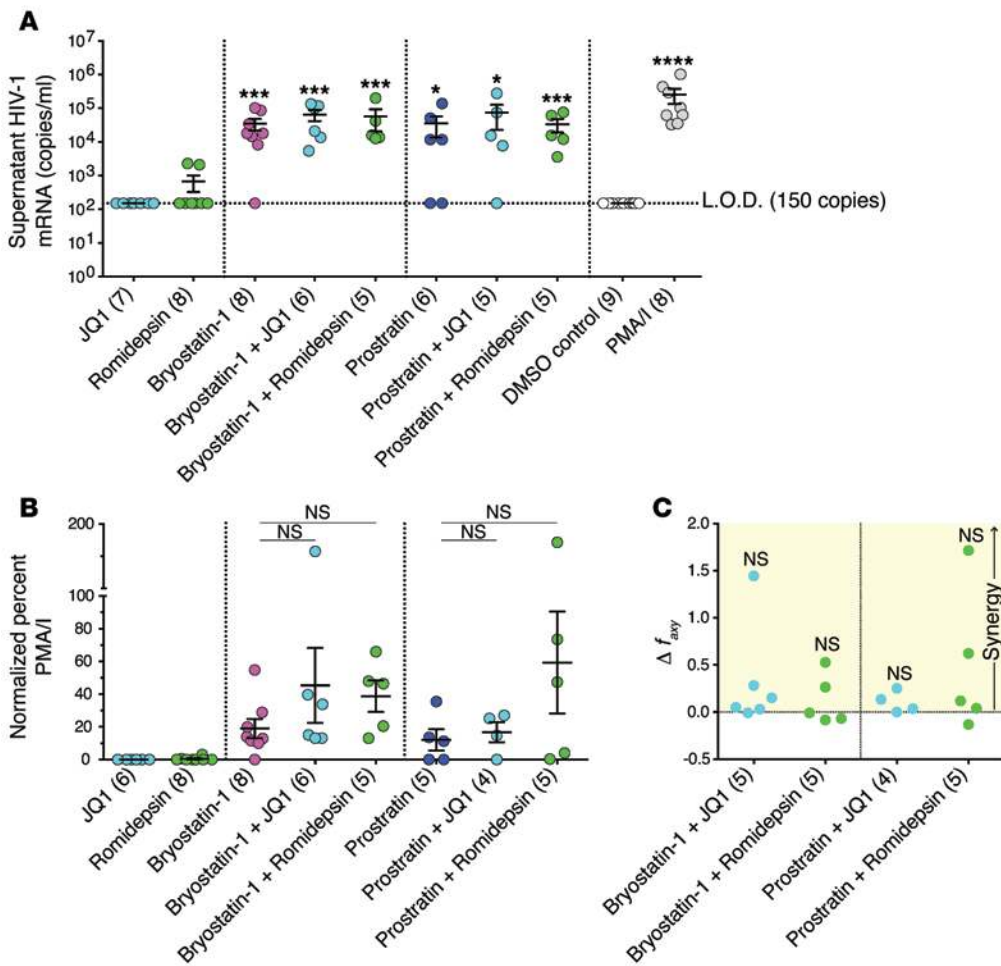 A
Supernatant HIV-1
mRNA (copies/ml)
10⁷
10⁶
10⁵
10⁴
10³
10²
10¹
10⁰
***
***
***
*
*
***
****
L.O.D. (150 copies)
JQ1 (7)
Romidepsin (8)
Bryostatin-1 (8)
Bryostatin-1 + JQ1 (6)
Bryostatin-1 + Romidepsin (5)
Prostratin (6)
Prostratin + JQ1 (5)
Prostratin + Romidepsin (5)
DMSO control (9)
PMA/I (8)
B
Normalized percent
PMA/I
200
100
80
60
40
20
0
NS
NS
NS
NS
JQ1 (6)
Romidepsin (8)
Bryostatin-1 (8)
Bryostatin-1 + JQ1 (6)
Bryostatin-1 + Romidepsin (5)
Prostratin (5)
Prostratin + JQ1 (4)
Prostratin + Romidepsin (5)
C
Δ fₐₓᵧ
2.0
1.5
1.0
0.5
0.0
-0.5
NS
NS
NS
NS
Synergy
Bryostatin-1 + JQ1 (5)
Bryostatin-1 + Romidepsin (5)
Prostratin + JQ1 (4)
Prostratin + Romidepsin (5)